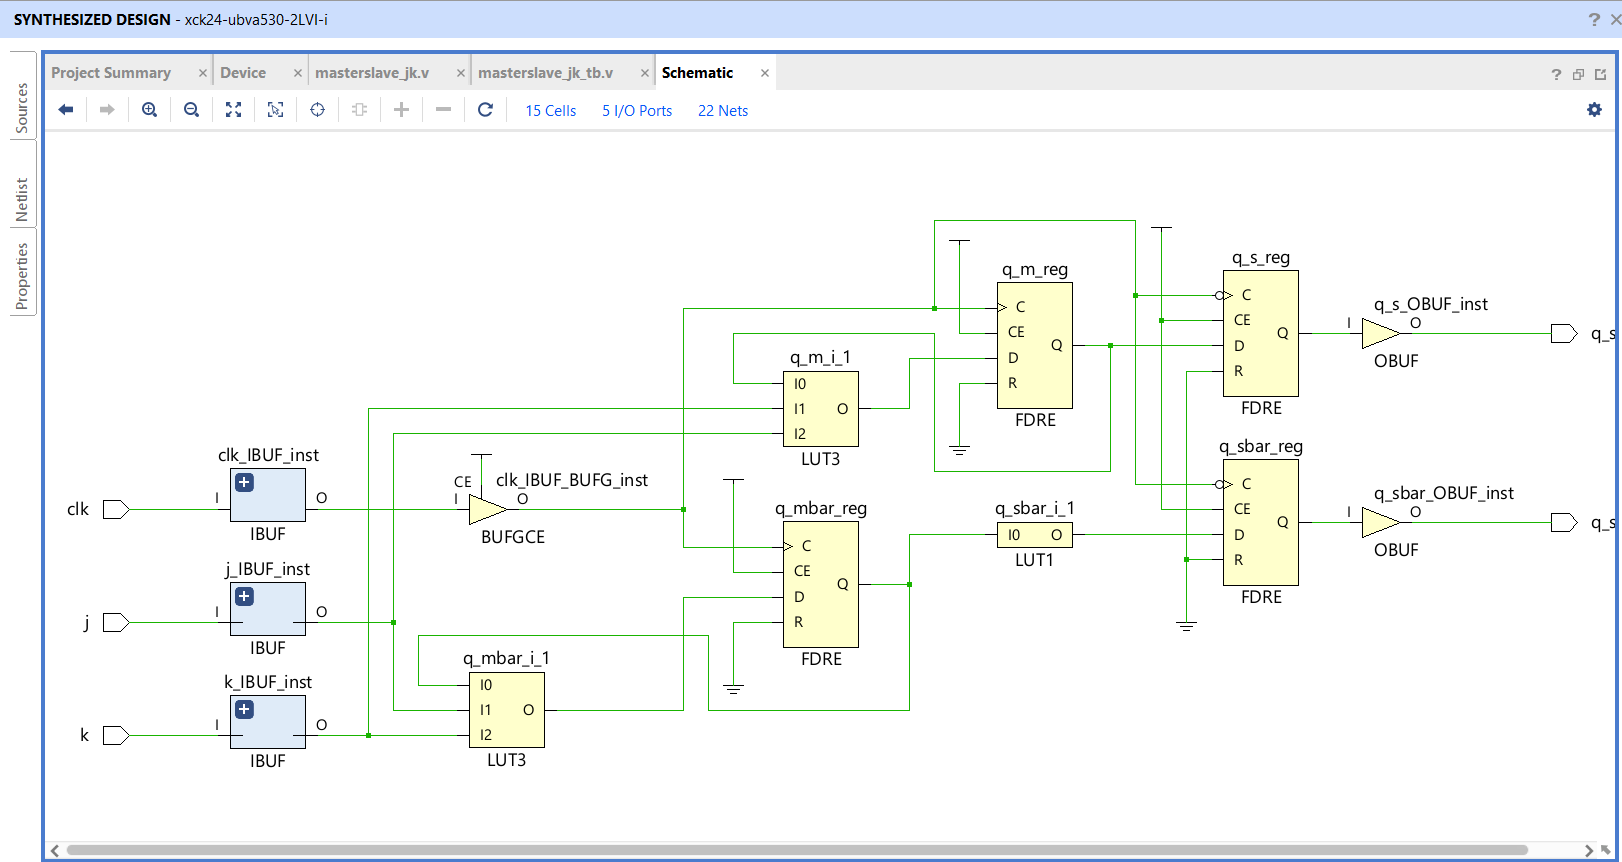 SYNTHESIZED DESIGN - xck24-ubva530-2LVI-i
?
Sources
Netlist
Properties
Project Summary
Device
masterslave_jk.v
masterslave_jk_tb.v
Schematic
?
15 Cells
5 I/O Ports
22 Nets
q_s_reg
C
CE
D
R
Q
FDRE
q_m_reg
C
CE
D
R
Q
FDRE
q_s_OBUF_inst
I
O
OBUF
q_s
q_m_i_1
I0
I1
I2
O
LUT3
clk_IBUF_inst
clk
I
O
IBUF
CE
I
O
clk_IBUF_BUFG_inst
BUFGCE
q_mbar_reg
C
CE
D
R
Q
FDRE
q_sbar_i_1
I0
O
LUT1
q_sbar_reg
C
CE
D
R
Q
FDRE
q_sbar_OBUF_inst
I
O
OBUF
q_s
j_IBUF_inst
j
I
O
IBUF
k_IBUF_inst
k
I
O
IBUF
q_mbar_i_1
I0
I1
I2
O
LUT3